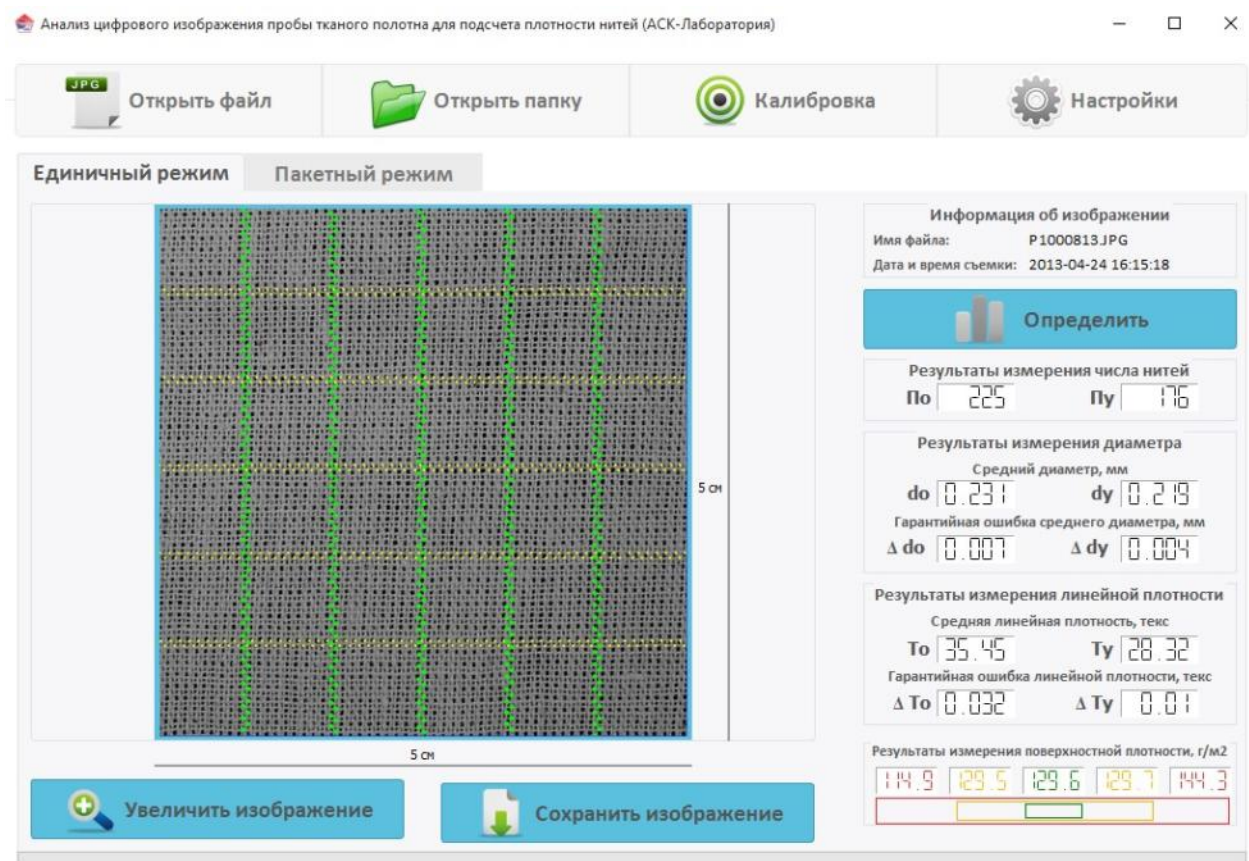 Анализ цифрового изображения пробы тканого полотна для подсчета плотности нитей (АСК-Лаборатория)
JPG
Открыть файл
Открыть папку
Калибровка
Настройки
Единичный режим
Пакетный режим
5 см
5 см
Увеличить изображение
Сохранить изображение
Информация об изображении
Имя файла: P1000813.JPG
Дата и время съемки: 2013-04-24 16:15:18
Определить
Результаты измерения числа нитей
По 225 Пу 176
Результаты измерения диаметра
Средний диаметр, мм
do 0.231 dy 0.219
Гарантийная ошибка среднего диаметра, мм
Δ do 0.007 Δ dy 0.004
Результаты измерения линейной плотности
Средняя линейная плотность, текс
To 35.45 Ty 28.32
Гарантийная ошибка линейной плотности, текс
Δ To 0.032 Δ Ty 0.01
Результаты измерения поверхностной плотности, г/м2
114.9 129.5 129.6 129.7 144.3